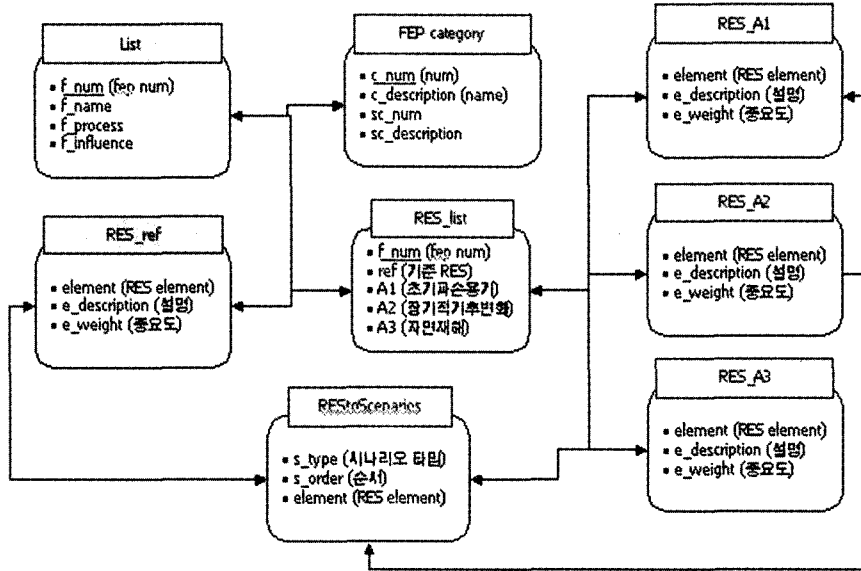 List
▪ f_num (fep num)
▪ f_name
▪ f_process
▪ f_influence
FEP category
▪ c_num (num)
▪ c_description (name)
▪ sc_num
▪ sc_description
RES_A1
▪ element (RES element)
▪ e_description (설명)
▪ e_weight (중요도)
RES_ref
▪ element (RES element)
▪ e_description (설명)
▪ e_weight (중요도)
RES_list
▪ f_num (fep num)
▪ ref (기준 RES)
▪ A1 (초기파손용기)
▪ A2 (장기적기후변화)
▪ A3 (자연재해)
RES_A2
▪ element (RES element)
▪ e_description (설명)
▪ e_weight (중요도)
REStoScenarios
▪ s_type (시나리오 타입)
▪ s_order (순서)
▪ element (RES element)
RES_A3
▪ element (RES element)
▪ e_description (설명)
▪ e_weight (중요도)